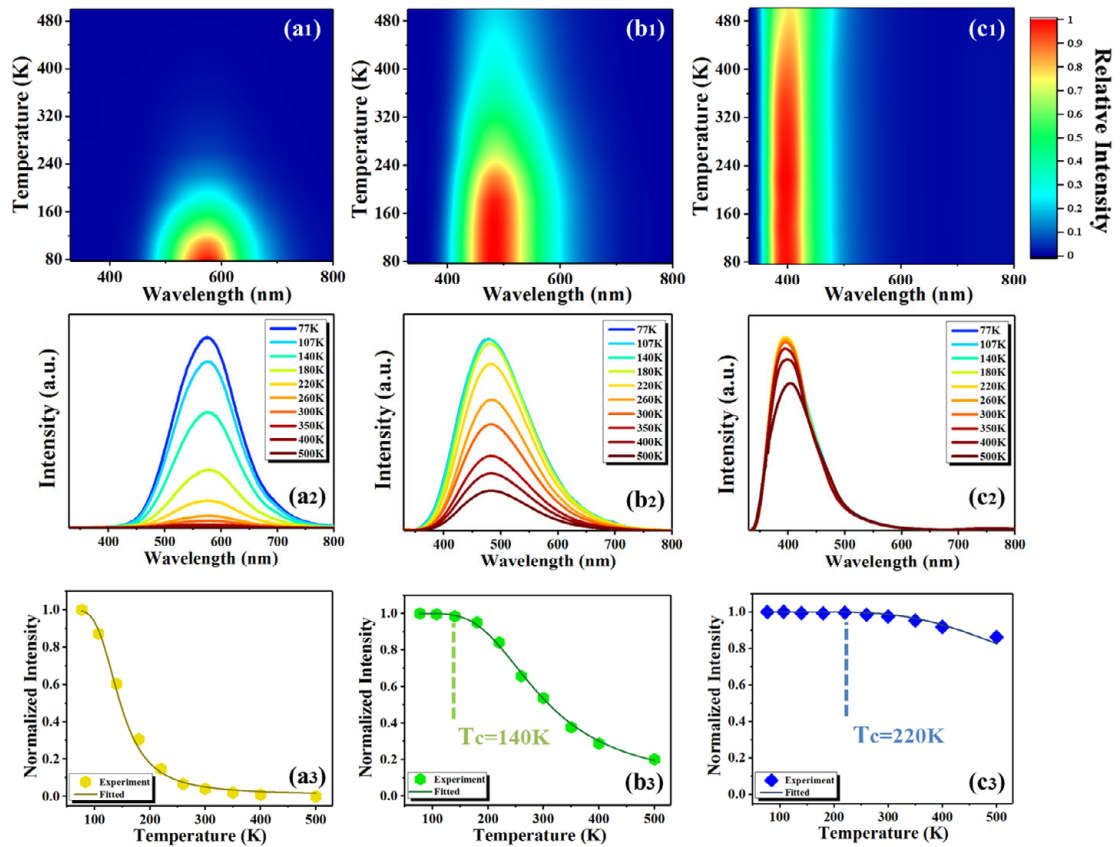 (a1)
480
400
320
240
160
80
Temperature (K)
400
600
800
Wavelength (nm)
(b1)
480
400
320
240
160
80
Temperature (K)
400
500
600
700
800
Wavelength (nm)
(c1)
480
400
320
240
160
80
Temperature (K)
400
500
600
700
800
Wavelength (nm)
1
0.9
0.8
0.7
0.6
0.5
0.4
0.3
0.2
0.1
0
Relative Intensity
Intensity (a.u.)
77K
107K
140K
180K
220K
260K
300K
350K
400K
500K
(a2)
400
500
600
700
800
Wavelength (nm)
Intensity (a.u.)
77K
107K
140K
180K
220K
260K
300K
350K
400K
500K
(b2)
400
500
600
700
800
Wavelength (nm)
Intensity (a.u.)
77K
107K
140K
180K
220K
260K
300K
350K
400K
500K
(c2)
400
500
600
700
800
Wavelength (nm)
Normalized Intensity
1.0
0.8
0.6
0.4
0.2
0.0
Experiment
Fitted
(a3)
100
200
300
400
500
Temperature (K)
Normalized Intensity
1.0
0.8
0.6
0.4
0.2
0.0
Tc=140K
Experiment
Fitted
(b3)
100
200
300
400
500
Temperature (K)
Normalized Intensity
1.0
0.8
0.6
0.4
0.2
0.0
Tc=220K
Experiment
Fitted
(c3)
100
200
300
400
500
Temperature (K)